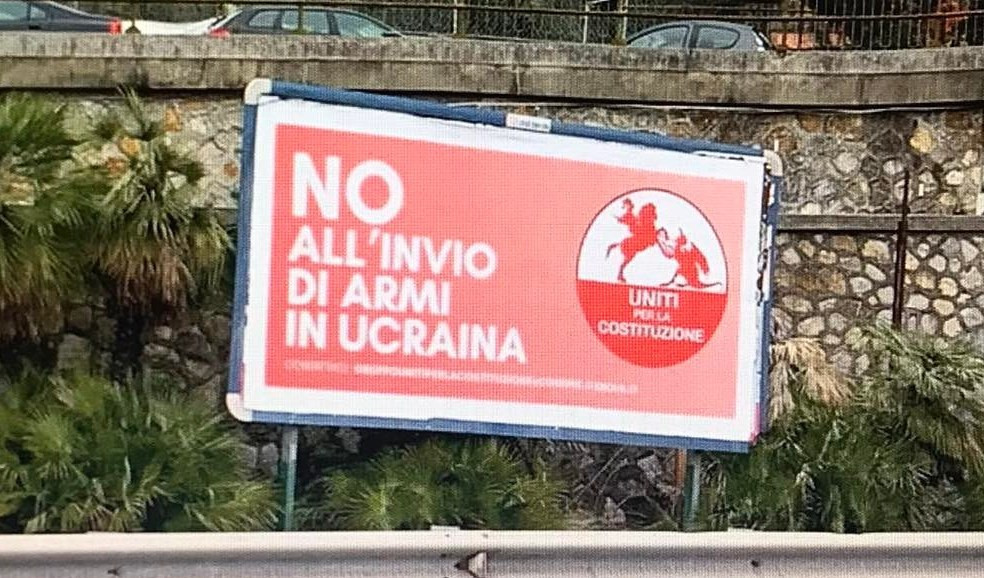 NO
ALL'INVIO
DI ARMI
IN UCRAINA
UNITI
PER LA
COSTITUZIONE